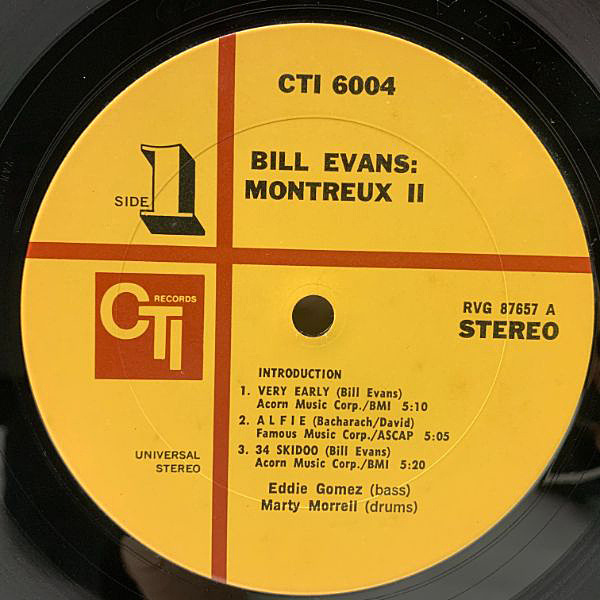 CTI 6004
BILL EVANS:
MONTREUX II
SIDE 1
CTI RECORDS
RVG 87657 A
STEREO
INTRODUCTION
1. VERY EARLY (Bill Evans)
Acorn Music Corp./BMI 5:10
2. ALFIE (Bacharach/David)
Famous Music Corp./ASCAP 5:05
3. 34 SKIDOO (Bill Evans)
Acorn Music Corp./BMI 5:20
UNIVERSAL
STEREO
Eddie Gomez (bass)
Marty Morrell (drums)